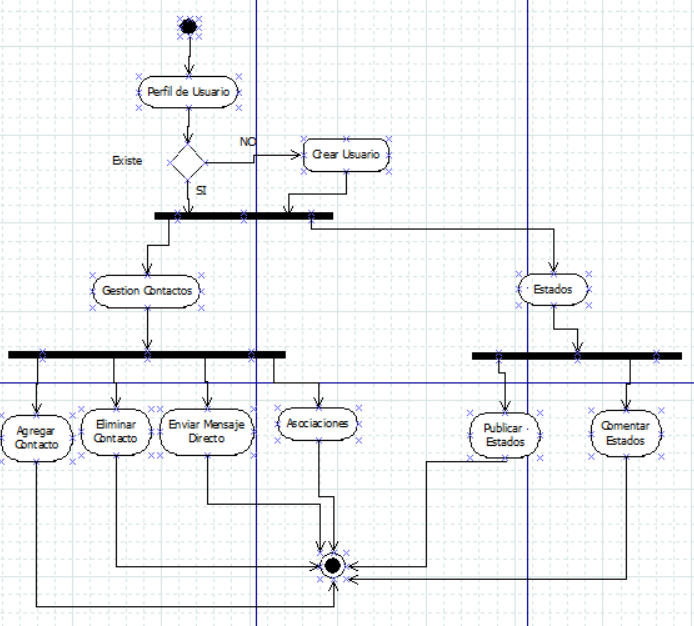 Perfil de Usuario
NO
Existe
Crear Usuario
SI
Gestion Contactos
Estados
Agregar
Contacto
Eliminar
Contacto
Enviar Mensaje
Directo
Asociaciones
Publicar
Estados
Comentar
Estados